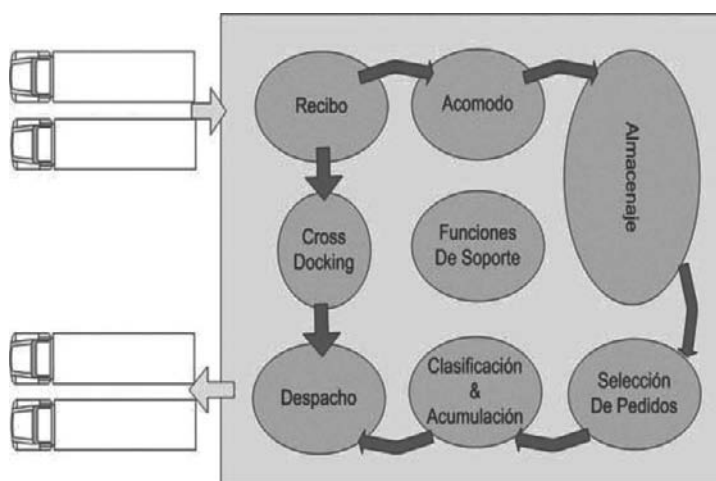 Recibo
Acomodo
Almacenaje
Cross
Docking
Funciones
De Soporte
Despacho
Clasificación
&
Acumulación
Selección
De Pedidos